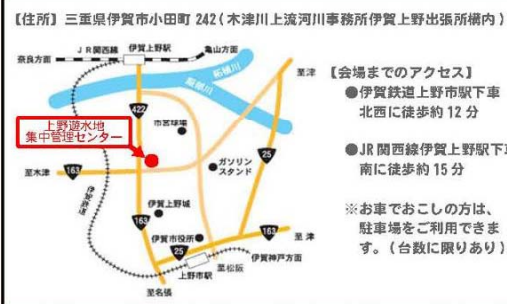 【住所】三重県伊賀市小田町 242(木津川上流河川事務所伊賀上野出張所構内)
JR関西線
伊賀上野駅
奈良方面
亀山方面
至津
柘植川
服部川
422
市営球場
上野遊水地
集中管理センター
25
ガソリン
スタンド
至木津
163
伊賀鉄道
伊賀上野城
163
伊賀市役所
163
至 津
25
上野市駅
伊賀神戸方面
至松阪
至名張
【会場までのアクセス】
●伊賀鉄道上野市駅下車
北西に徒歩約 12 分
●JR 関西線伊賀上野駅下車
南に徒歩約 15 分
※お車でおこしの方は、
駐車場をご利用できま
す。(台数に限りあり)